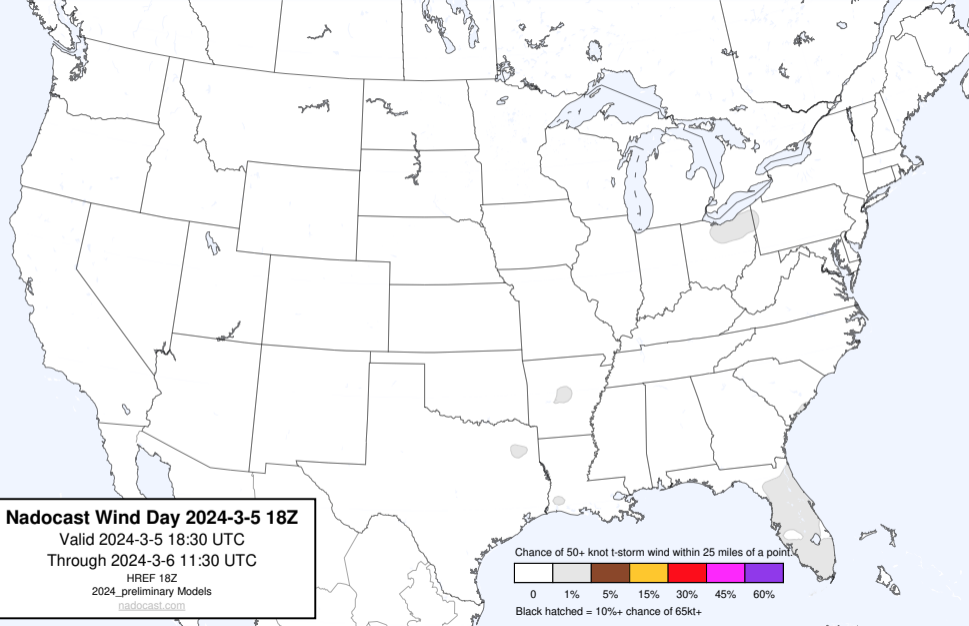 Nadocast Wind Day 2024-3-5 18Z
Valid 2024-3-5 18:30 UTC
Through 2024-3-6 11:30 UTC
HREF 18Z
2024_preliminary Models
nadocast.com
Chance of 50+ knot t-storm wind within 25 miles of a point.
0 1% 5% 15% 30% 45% 60%
Black hatched = 10%+ chance of 65kt+